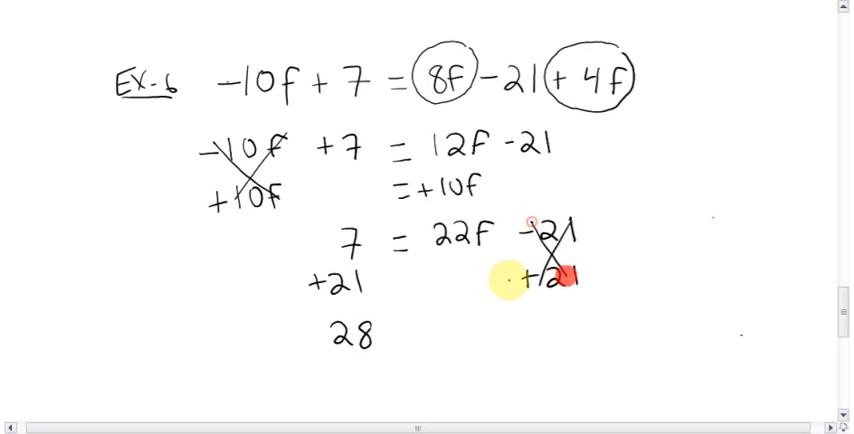 EX-6 -10f + 7 = 8f - 21 + 4f
-10f + 7 = 12f - 21
+10f = +10f
7 = 22f - 21
+21 +21
28